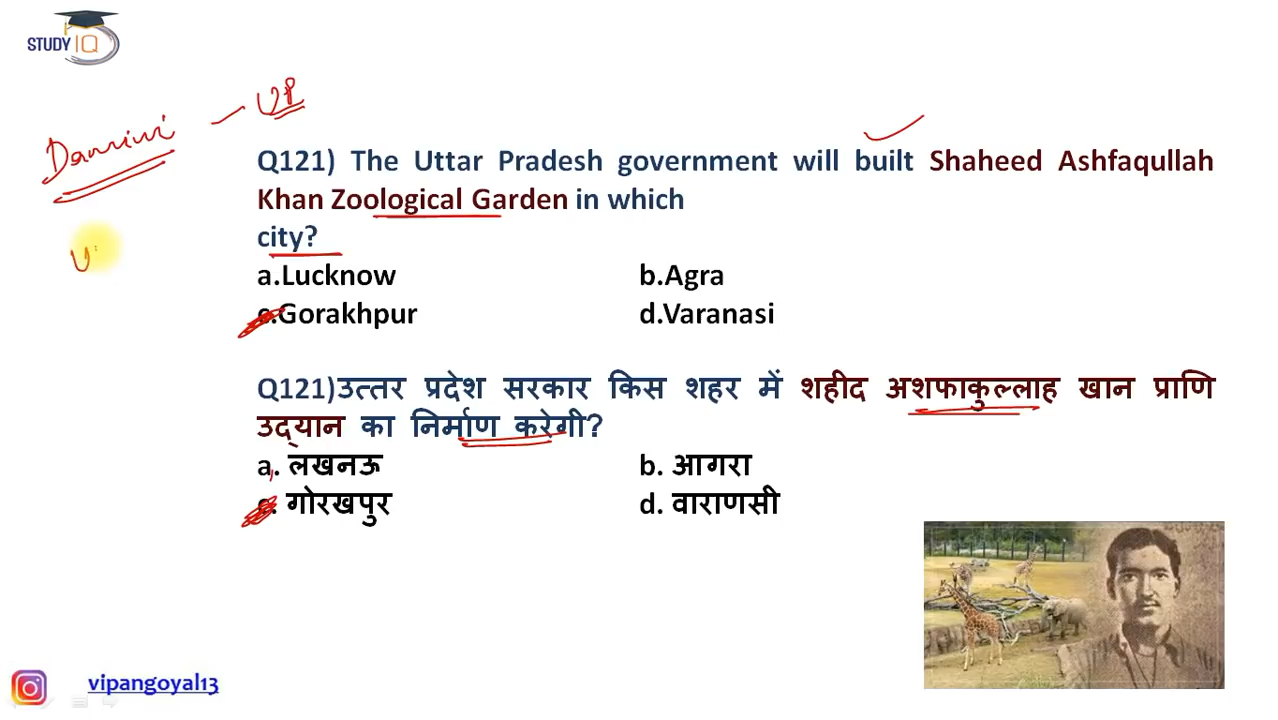 STUDY IQ
Damini - UP
Q121) The Uttar Pradesh government will built Shaheed Ashfaqullah
Khan Zoological Garden in which
city?
a.Lucknow b.Agra
c.Gorakhpur d.Varanasi
Q121)उत्तर प्रदेश सरकार किस शहर में शहीद अशफाकुल्लाह खान प्राणि
उद्यान का निर्माण करेगी?
a. लखनऊ b. आगरा
c. गोरखपुर d. वाराणसी
vipangoyal13